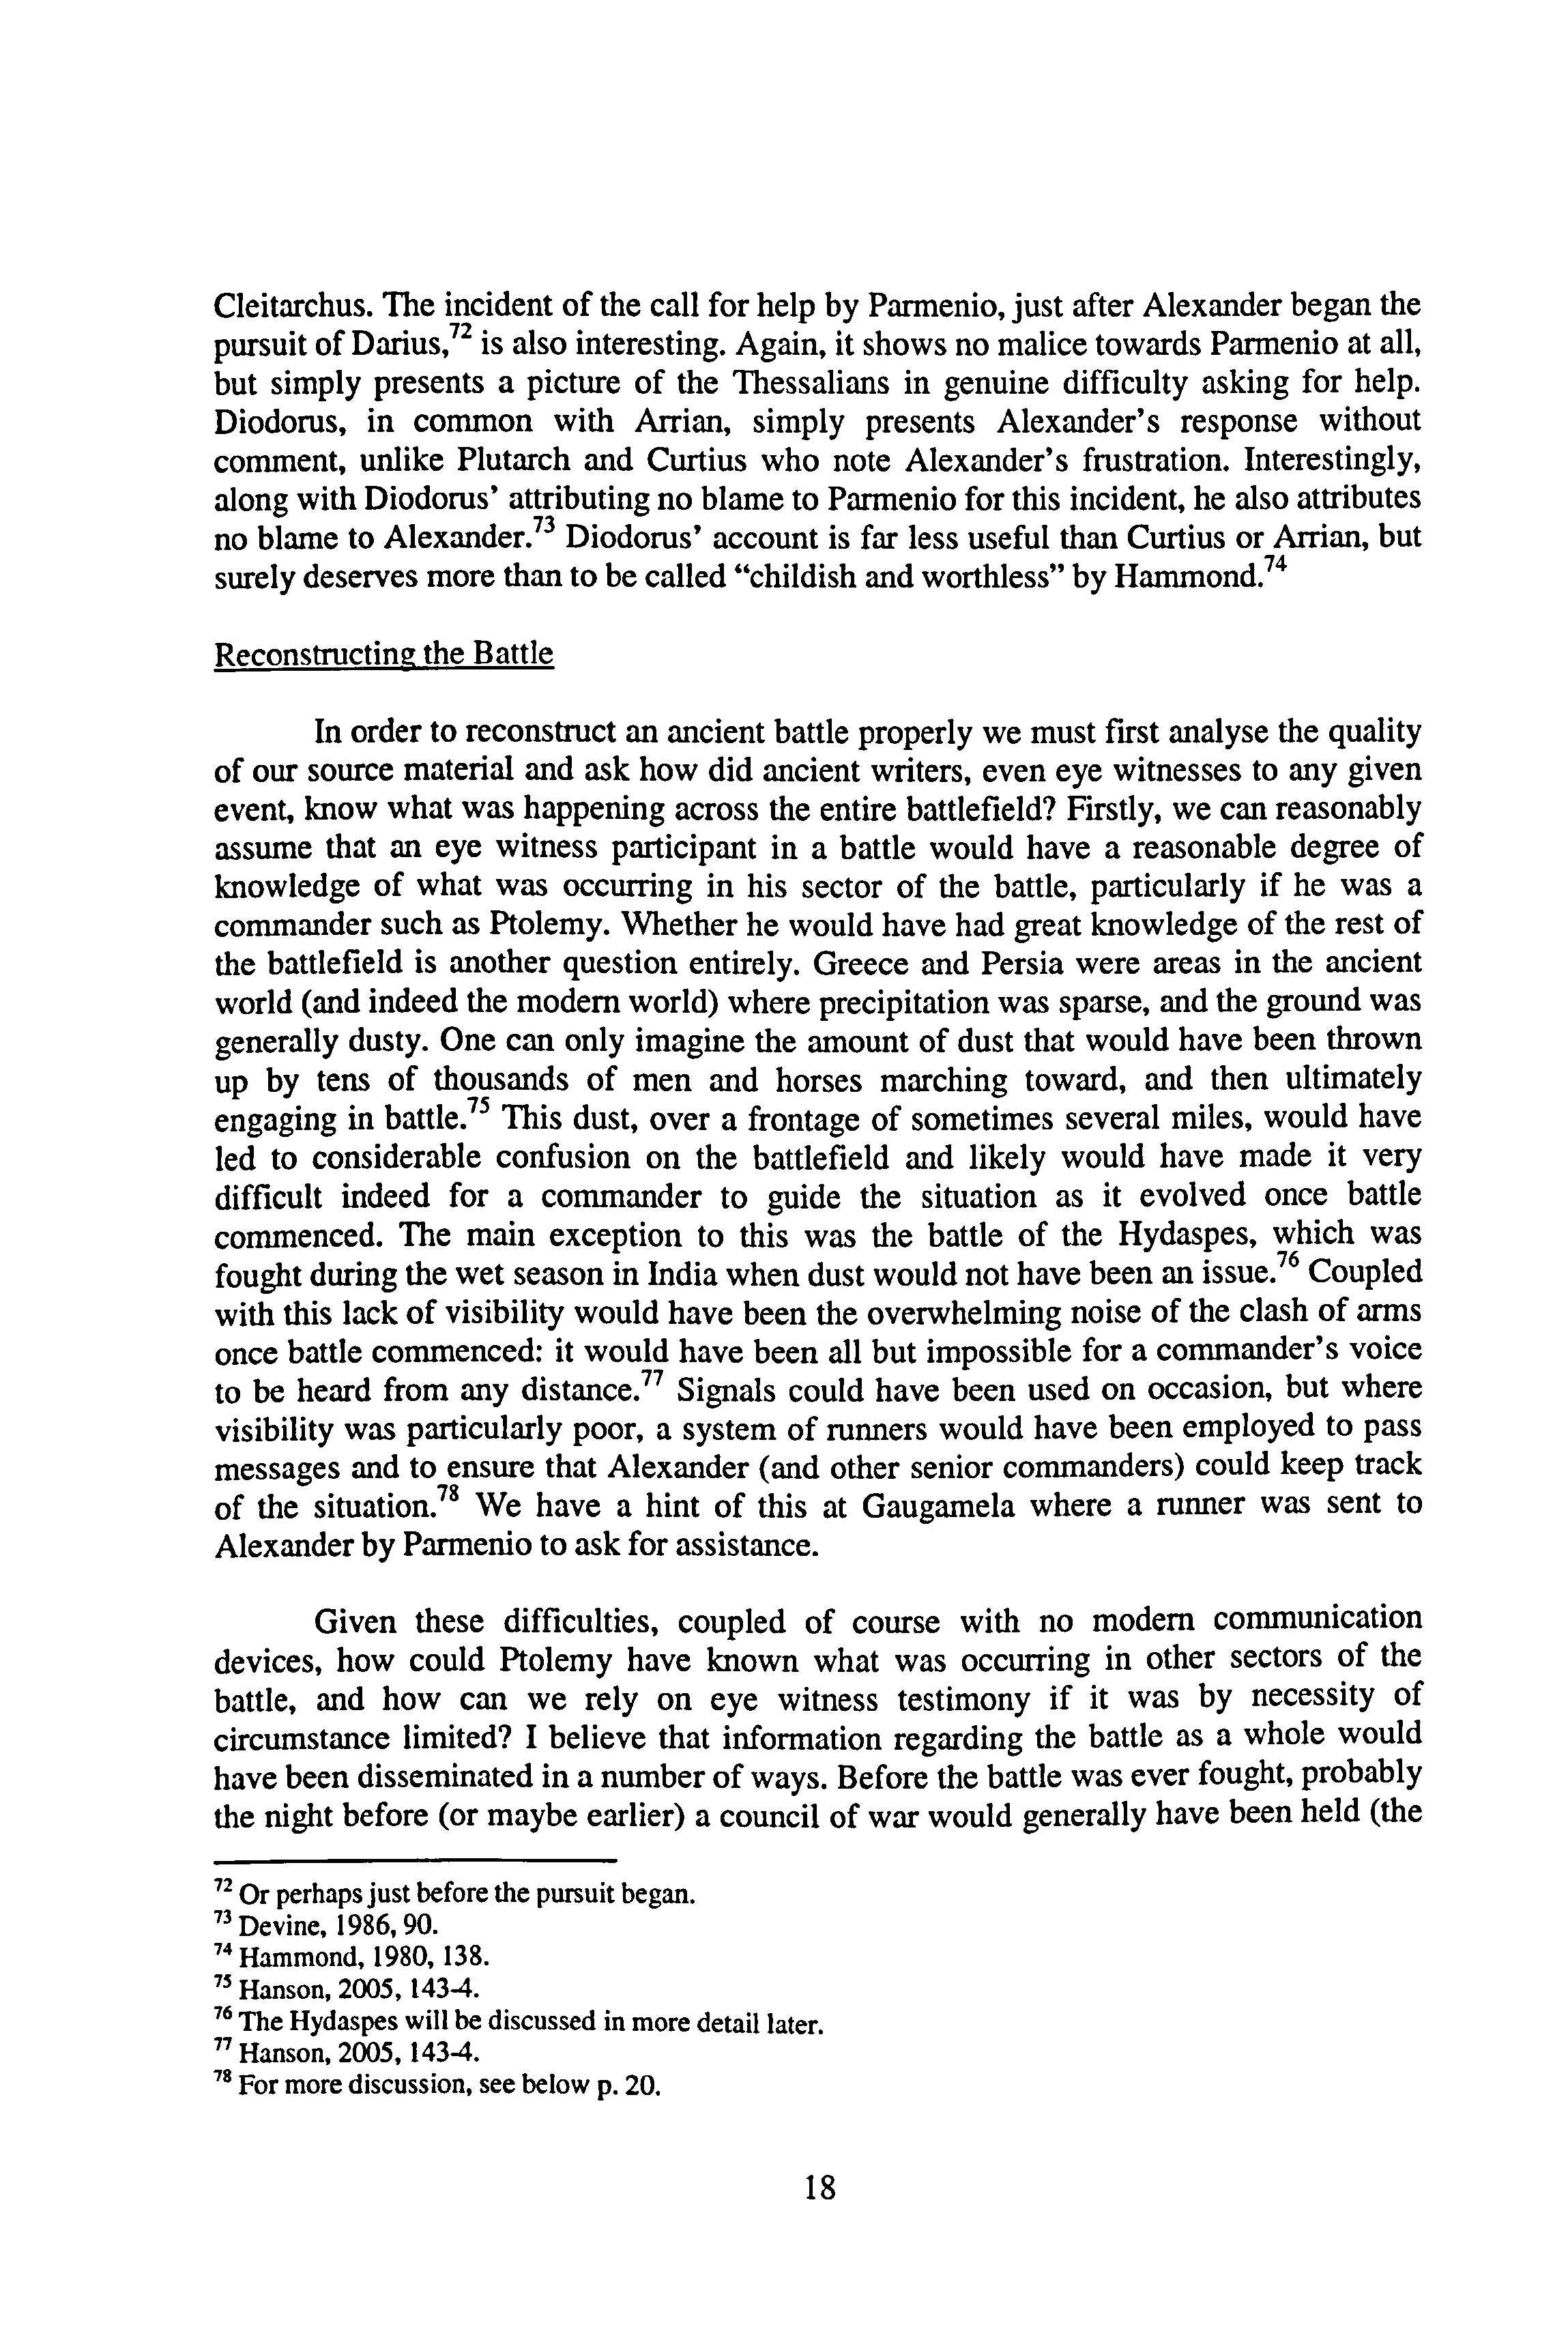 Cleitarchus. The incident of the call for help by Parmenio, just after Alexander began the
pursuit of Darius,72 is also interesting. Again, it shows no malice towards Parmenio at all,
but simply presents a picture of the Thessalians in genuine difficulty asking for help.
Diodorus, in common with Arrian, simply presents Alexander's response without
comment, unlike Plutarch and Curtius who note Alexander's frustration. Interestingly,
along with Diodorus' attributing no blame to Parmenio for this incident, he also attributes
no blame to Alexander.73 Diodorus' account is far less useful than Curtius or Arrian, but
surely deserves more than to be called “childish and worthless” by Hammond.74
Reconstructing the Battle
In order to reconstruct an ancient battle properly we must first analyse the quality
of our source material and ask how did ancient writers, even eye witnesses to any given
event, know what was happening across the entire battlefield? Firstly, we can reasonably
assume that an eye witness participant in a battle would have a reasonable degree of
knowledge of what was occurring in his sector of the battle, particularly if he was a
commander such as Ptolemy. Whether he would have had great knowledge of the rest of
the battlefield is another question entirely. Greece and Persia were areas in the ancient
world (and indeed the modern world) where precipitation was sparse, and the ground was
generally dusty. One can only imagine the amount of dust that would have been thrown
up by tens of thousands of men and horses marching toward, and then ultimately
engaging in battle.75 This dust, over a frontage of sometimes several miles, would have
led to considerable confusion on the battlefield and likely would have made it very
difficult indeed for a commander to guide the situation as it evolved once battle
commenced. The main exception to this was the battle of the Hydaspes, which was
fought during the wet season in India when dust would not have been an issue.76 Coupled
with this lack of visibility would have been the overwhelming noise of the clash of arms
once battle commenced: it would have been all but impossible for a commander's voice
to be heard from any distance.77 Signals could have been used on occasion, but where
visibility was particularly poor, a system of runners would have been employed to pass
messages and to ensure that Alexander (and other senior commanders) could keep track
of the situation.78 We have a hint of this at Gaugamela where a runner was sent to
Alexander by Parmenio to ask for assistance.
Given these difficulties, coupled of course with no modern communication
devices, how could Ptolemy have known what was occurring in other sectors of the
battle, and how can we rely on eye witness testimony if it was by necessity of
circumstance limited? I believe that information regarding the battle as a whole would
have been disseminated in a number of ways. Before the battle was ever fought, probably
the night before (or maybe earlier) a council of war would generally have been held (the
72 Or perhaps just before the pursuit began.
73 Devine, 1986, 90.
74 Hammond, 1980, 138.
75 Hanson, 2005, 143-4.
76 The Hydaspes will be discussed in more detail later.
77 Hanson, 2005, 143-4.
78 For more discussion, see below p. 20.
18